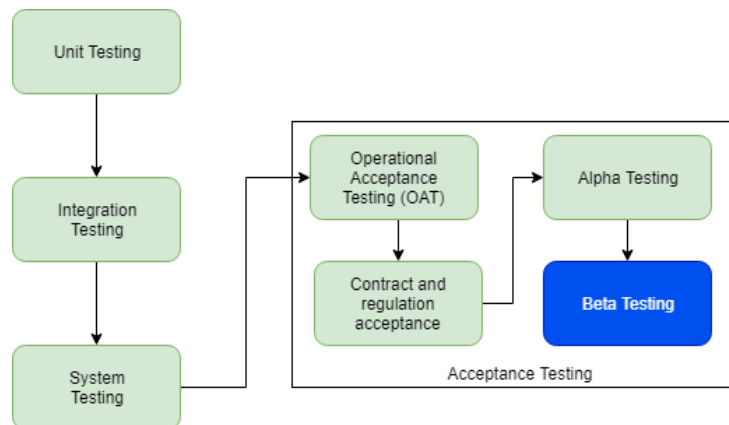 Unit Testing
Integration
Testing
System
Testing
Operational
Acceptance
Testing (OAT)
Contract and
regulation
acceptance
Alpha Testing
Beta Testing
Acceptance Testing